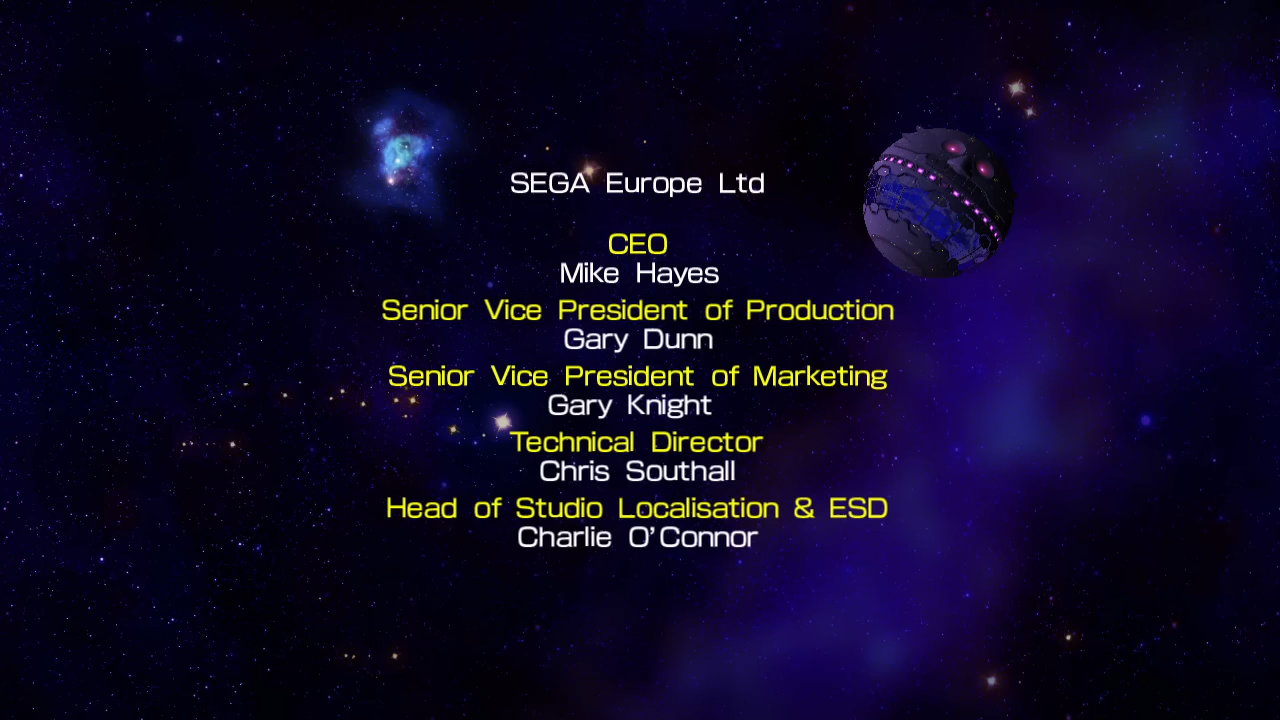 SEGA Europe Ltd
CEO
Mike Hayes
Senior Vice President of Production
Gary Dunn
Senior Vice President of Marketing
Gary Knight
Technical Director
Chris Southall
Head of Studio Localisation & ESD
Charlie O'Connor